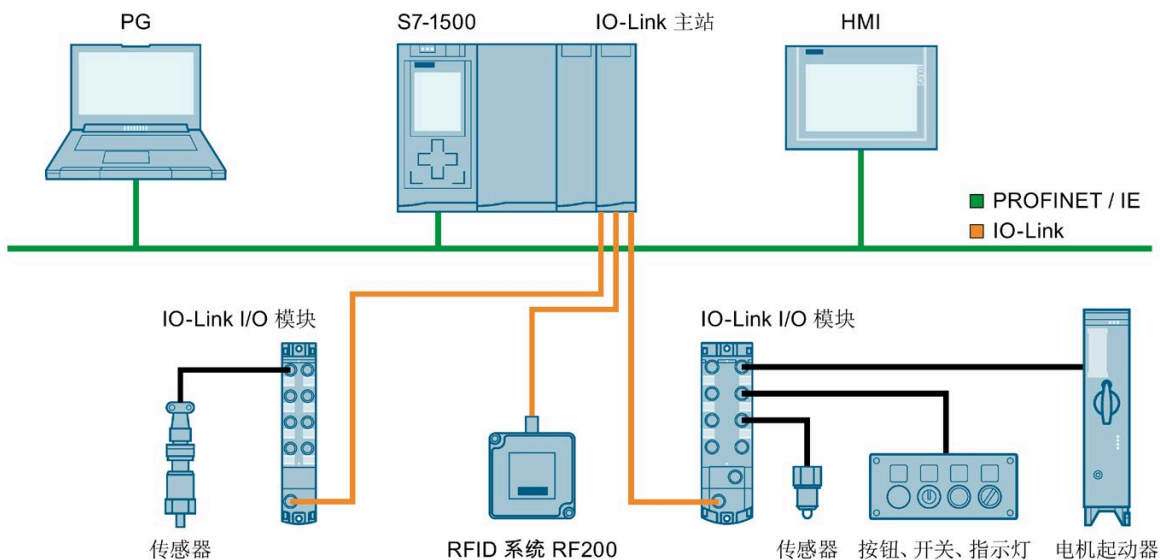 PG
S7-1500
IO-Link 主站
HMI
PROFINET / IE
IO-Link
IO-Link I/O 模块
IO-Link I/O 模块
传感器
RFID 系统 RF200
传感器
按钮、开关、指示灯
电机起动器